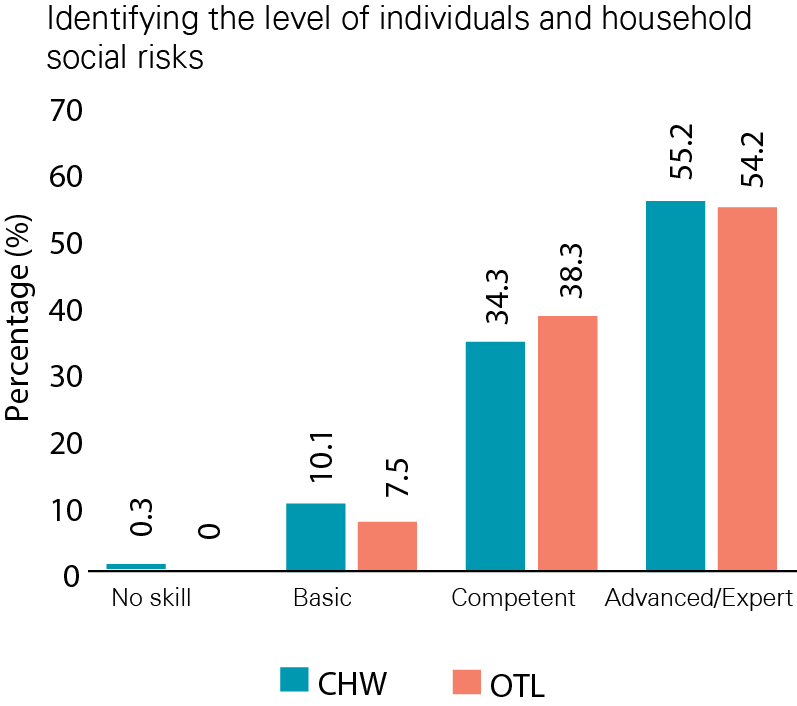 Identifying the level of individuals and household
social risks
Percentage (%)
70
60
50
40
30
20
10
0
0.3
0
10.1
7.5
34.3
38.3
55.2
54.2
No skill
Basic
Competent
Advanced/Expert
CHW
OTL